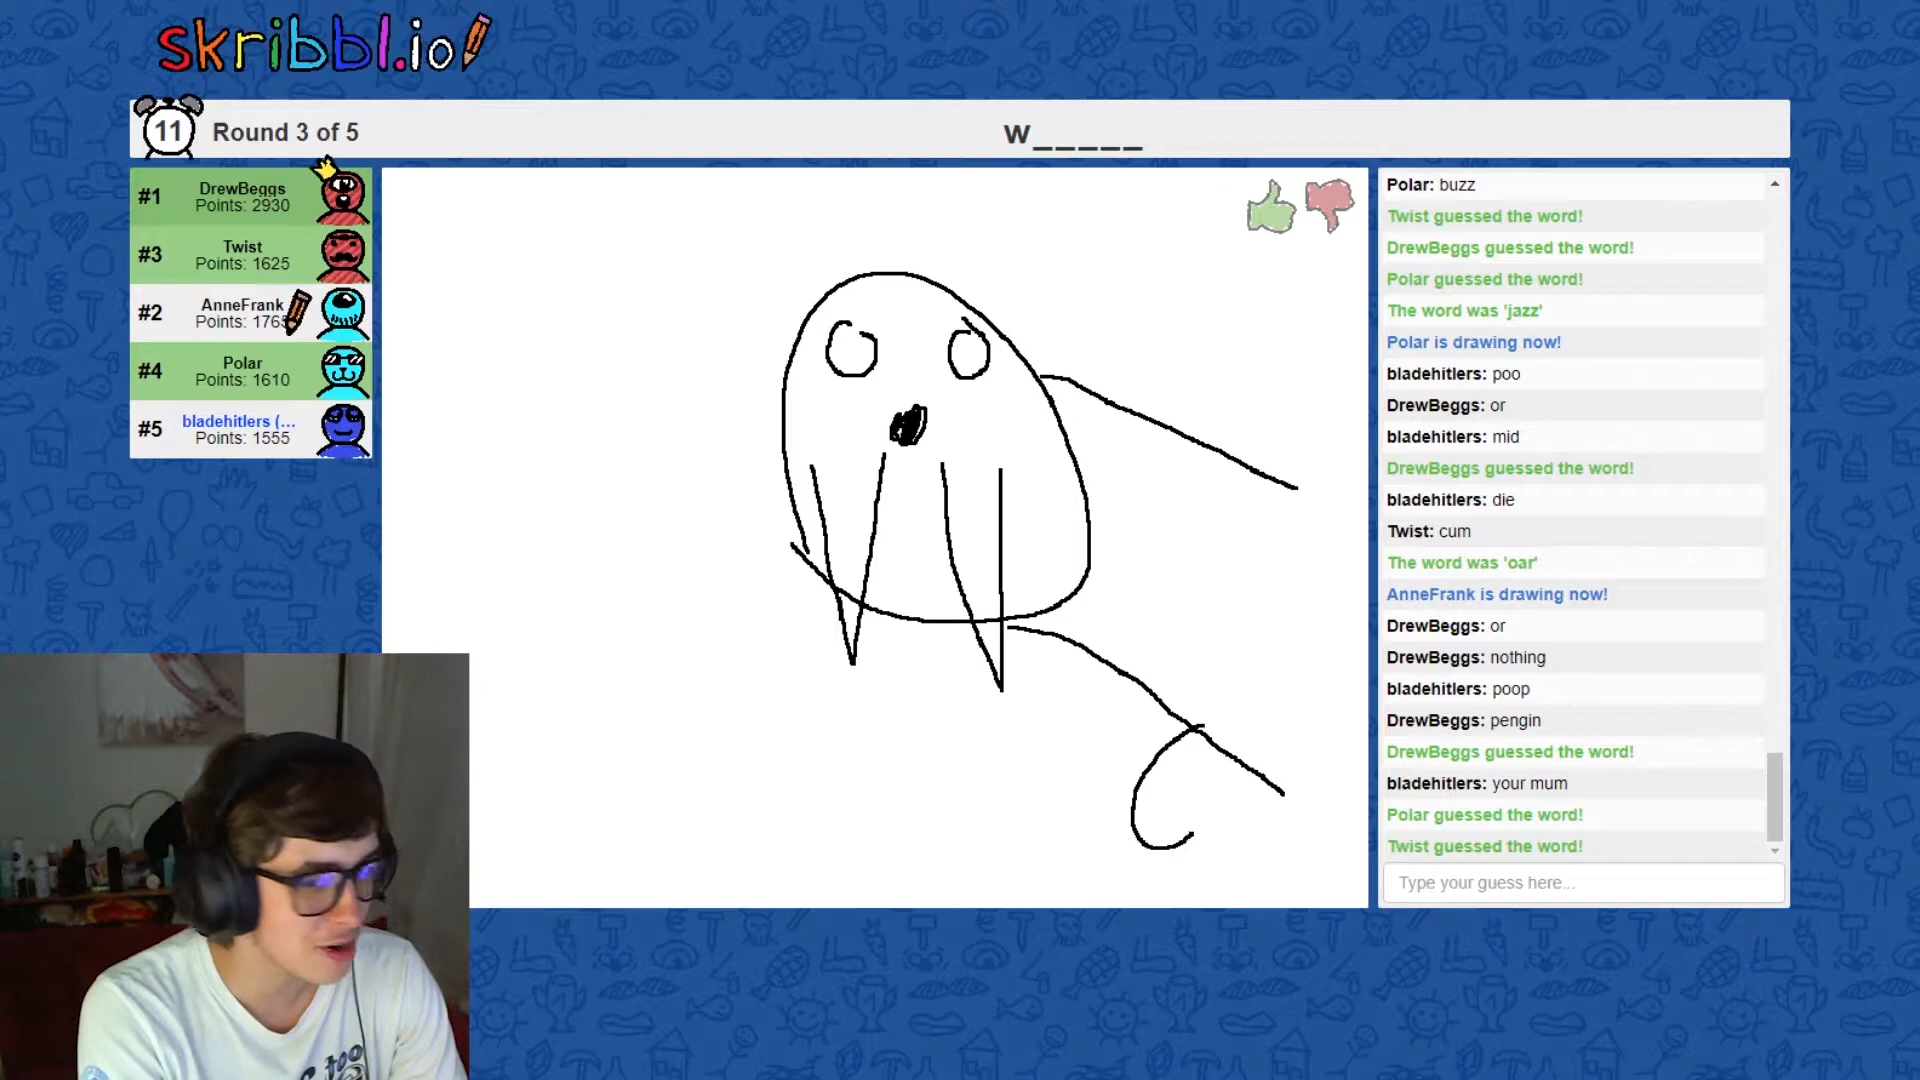 skribbl.io
11
Round 3 of 5
W_____
#1
DrewBeggs
Points: 2930
#3
Twist
Points: 1625
#2
AnneFrank
Points: 1765
#4
Polar
Points: 1610
#5
bladehitlers (...
Points: 1555
Polar: buzz
Twist guessed the word!
DrewBeggs guessed the word!
Polar guessed the word!
The word was 'jazz'
Polar is drawing now!
bladehitlers: poo
DrewBeggs: or
bladehitlers: mid
DrewBeggs guessed the word!
bladehitlers: die
Twist: cum
The word was 'oar'
AnneFrank is drawing now!
DrewBeggs: or
DrewBeggs: nothing
bladehitlers: poop
DrewBeggs: pengin
DrewBeggs guessed the word!
bladehitlers: your mum
Polar guessed the word!
Twist guessed the word!
Type your guess here...